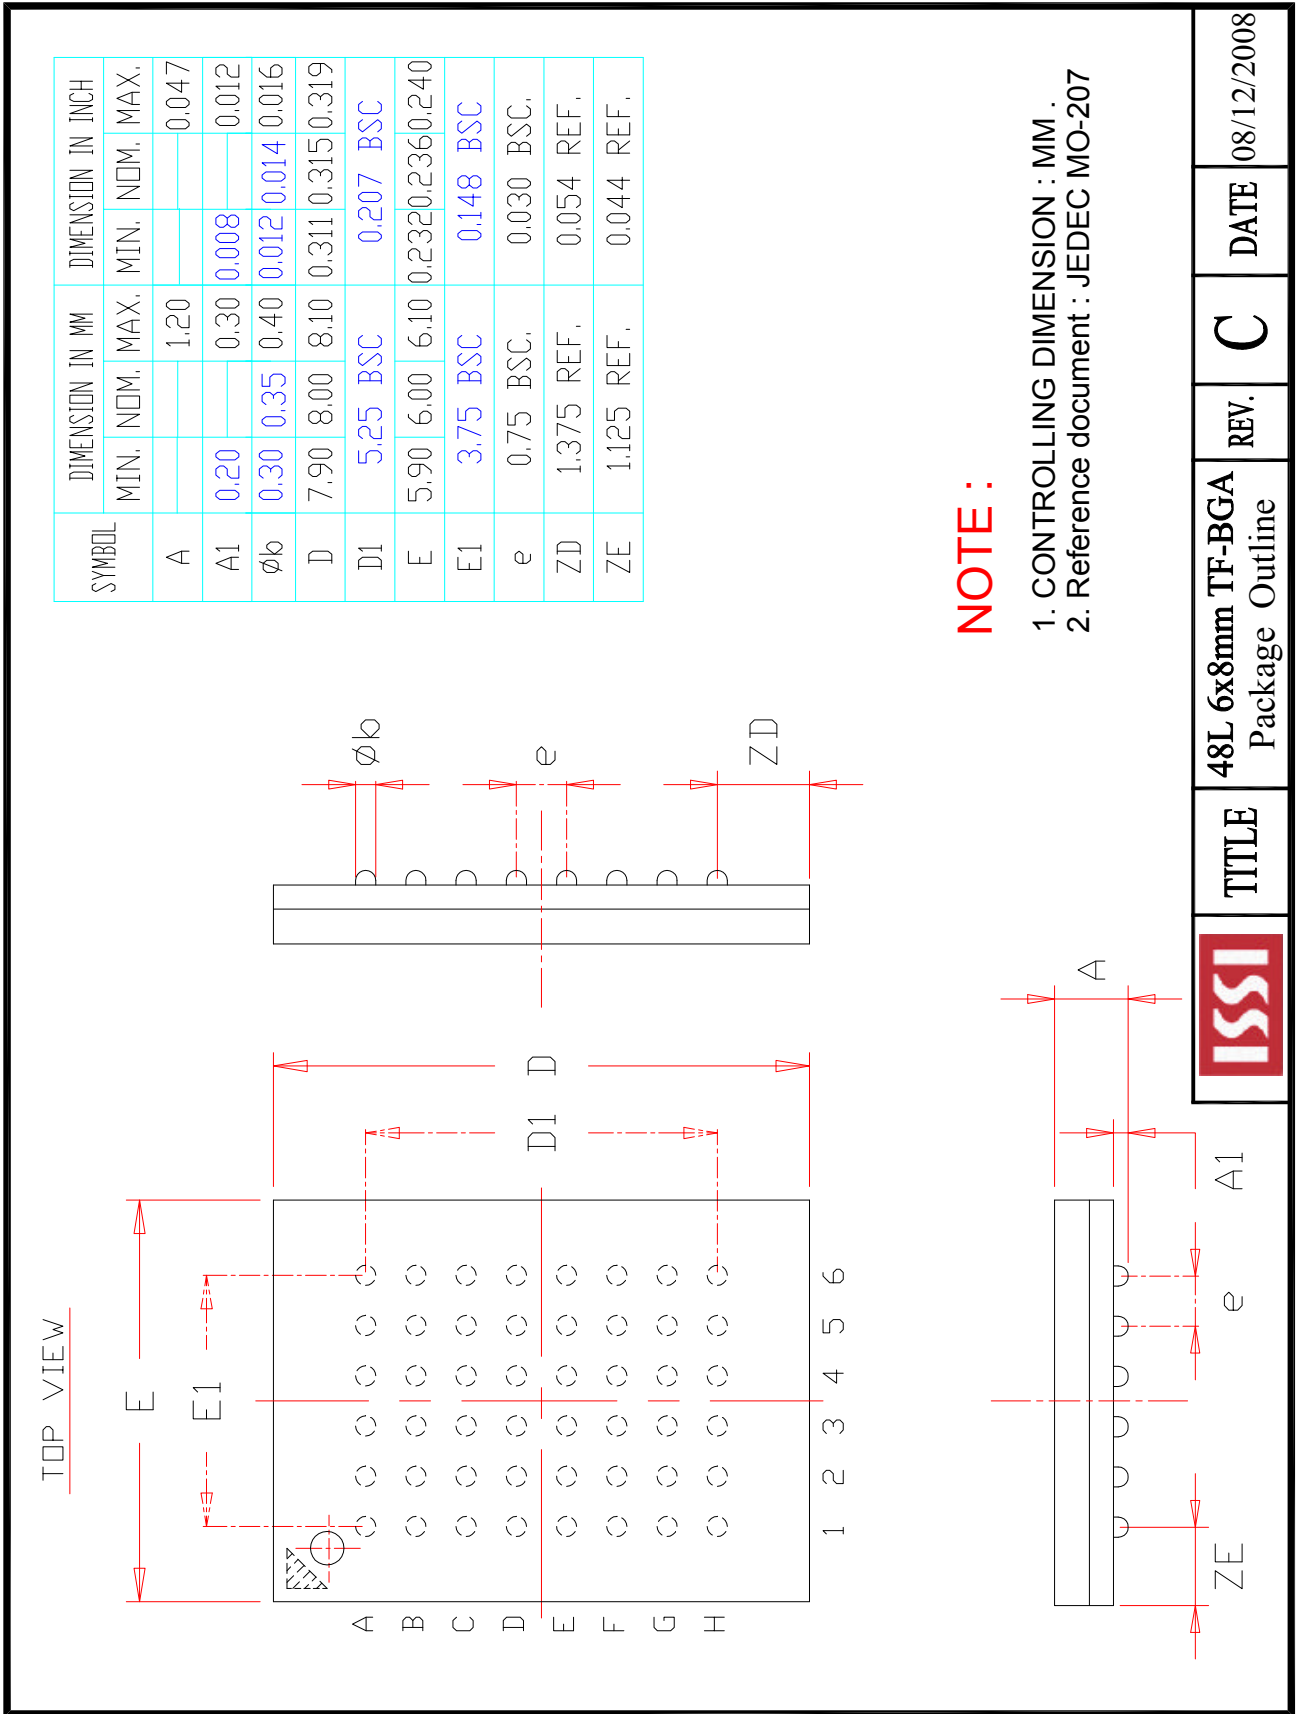 TOP VIEW
E
E1
A
B
C
D
E
F
G
H
1 2 3 4 5 6
D1
D
Øb
e
ZD
ZE
e
A1
A
SYMBOL DIMENSION IN MM DIMENSION IN INCH
MIN. NOM. MAX. MIN. NOM. MAX.
A 1.20 0.047
A1 0.20 0.30 0.008 0.012
Øb 0.30 0.35 0.40 0.012 0.014 0.016
D 7.90 8.00 8.10 0.311 0.315 0.319
D1 5.25 BSC 0.207 BSC
E 5.90 6.00 6.10 0.232 0.236 0.240
E1 3.75 BSC 0.148 BSC
e 0.75 BSC. 0.030 BSC.
ZD 1.375 REF. 0.054 REF.
ZE 1.125 REF. 0.044 REF.
NOTE :
1. CONTROLLING DIMENSION : MM .
2. Reference document : JEDEC MO-207
ISSI TITLE 48L 6x8mm TF-BGA REV. C DATE 08/12/2008
Package Outline